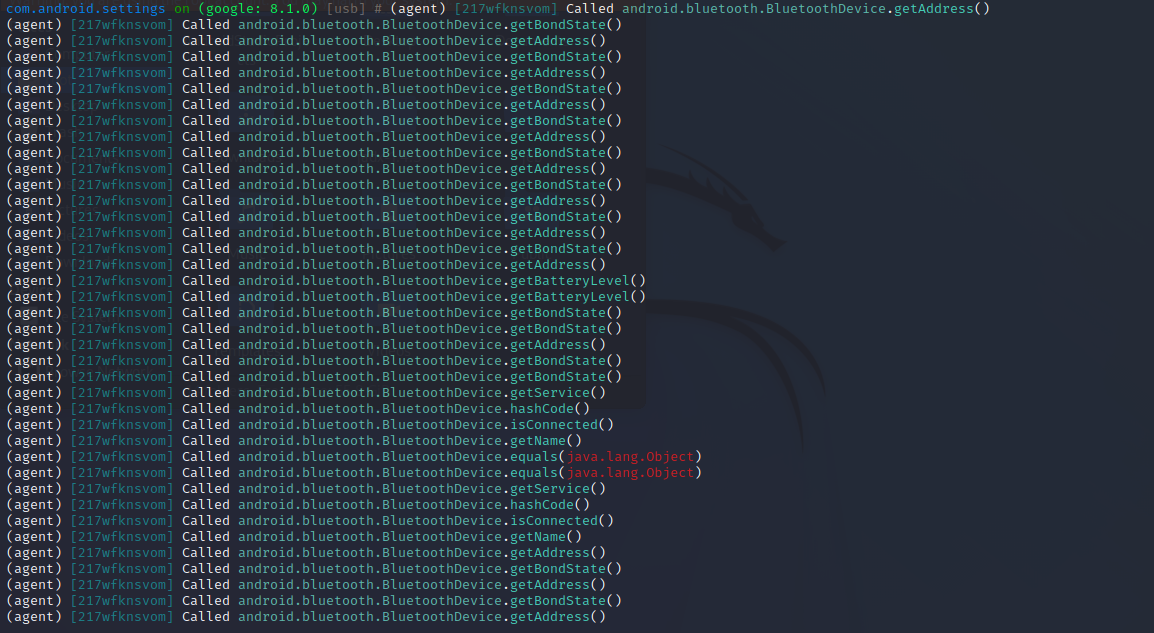 com.android.settings on (google: 8.1.0) [usb] # (agent) [217wfknsvom] Called android.bluetooth.BluetoothDevice.getAddress()
(agent) [217wfknsvom] Called android.bluetooth.BluetoothDevice.getBondState()
(agent) [217wfknsvom] Called android.bluetooth.BluetoothDevice.getAddress()
(agent) [217wfknsvom] Called android.bluetooth.BluetoothDevice.getBondState()
(agent) [217wfknsvom] Called android.bluetooth.BluetoothDevice.getAddress()
(agent) [217wfknsvom] Called android.bluetooth.BluetoothDevice.getBondState()
(agent) [217wfknsvom] Called android.bluetooth.BluetoothDevice.getAddress()
(agent) [217wfknsvom] Called android.bluetooth.BluetoothDevice.getBondState()
(agent) [217wfknsvom] Called android.bluetooth.BluetoothDevice.getAddress()
(agent) [217wfknsvom] Called android.bluetooth.BluetoothDevice.getBondState()
(agent) [217wfknsvom] Called android.bluetooth.BluetoothDevice.getAddress()
(agent) [217wfknsvom] Called android.bluetooth.BluetoothDevice.getBondState()
(agent) [217wfknsvom] Called android.bluetooth.BluetoothDevice.getAddress()
(agent) [217wfknsvom] Called android.bluetooth.BluetoothDevice.getBondState()
(agent) [217wfknsvom] Called android.bluetooth.BluetoothDevice.getAddress()
(agent) [217wfknsvom] Called android.bluetooth.BluetoothDevice.getBondState()
(agent) [217wfknsvom] Called android.bluetooth.BluetoothDevice.getAddress()
(agent) [217wfknsvom] Called android.bluetooth.BluetoothDevice.getBatteryLevel()
(agent) [217wfknsvom] Called android.bluetooth.BluetoothDevice.getBatteryLevel()
(agent) [217wfknsvom] Called android.bluetooth.BluetoothDevice.getBondState()
(agent) [217wfknsvom] Called android.bluetooth.BluetoothDevice.getBondState()
(agent) [217wfknsvom] Called android.bluetooth.BluetoothDevice.getAddress()
(agent) [217wfknsvom] Called android.bluetooth.BluetoothDevice.getBondState()
(agent) [217wfknsvom] Called android.bluetooth.BluetoothDevice.getBondState()
(agent) [217wfknsvom] Called android.bluetooth.BluetoothDevice.getService()
(agent) [217wfknsvom] Called android.bluetooth.BluetoothDevice.hashCode()
(agent) [217wfknsvom] Called android.bluetooth.BluetoothDevice.isConnected()
(agent) [217wfknsvom] Called android.bluetooth.BluetoothDevice.getName()
(agent) [217wfknsvom] Called android.bluetooth.BluetoothDevice.equals(java.lang.Object)
(agent) [217wfknsvom] Called android.bluetooth.BluetoothDevice.equals(java.lang.Object)
(agent) [217wfknsvom] Called android.bluetooth.BluetoothDevice.getService()
(agent) [217wfknsvom] Called android.bluetooth.BluetoothDevice.hashCode()
(agent) [217wfknsvom] Called android.bluetooth.BluetoothDevice.isConnected()
(agent) [217wfknsvom] Called android.bluetooth.BluetoothDevice.getName()
(agent) [217wfknsvom] Called android.bluetooth.BluetoothDevice.getAddress()
(agent) [217wfknsvom] Called android.bluetooth.BluetoothDevice.getBondState()
(agent) [217wfknsvom] Called android.bluetooth.BluetoothDevice.getAddress()
(agent) [217wfknsvom] Called android.bluetooth.BluetoothDevice.getBondState()
(agent) [217wfknsvom] Called android.bluetooth.BluetoothDevice.getAddress()